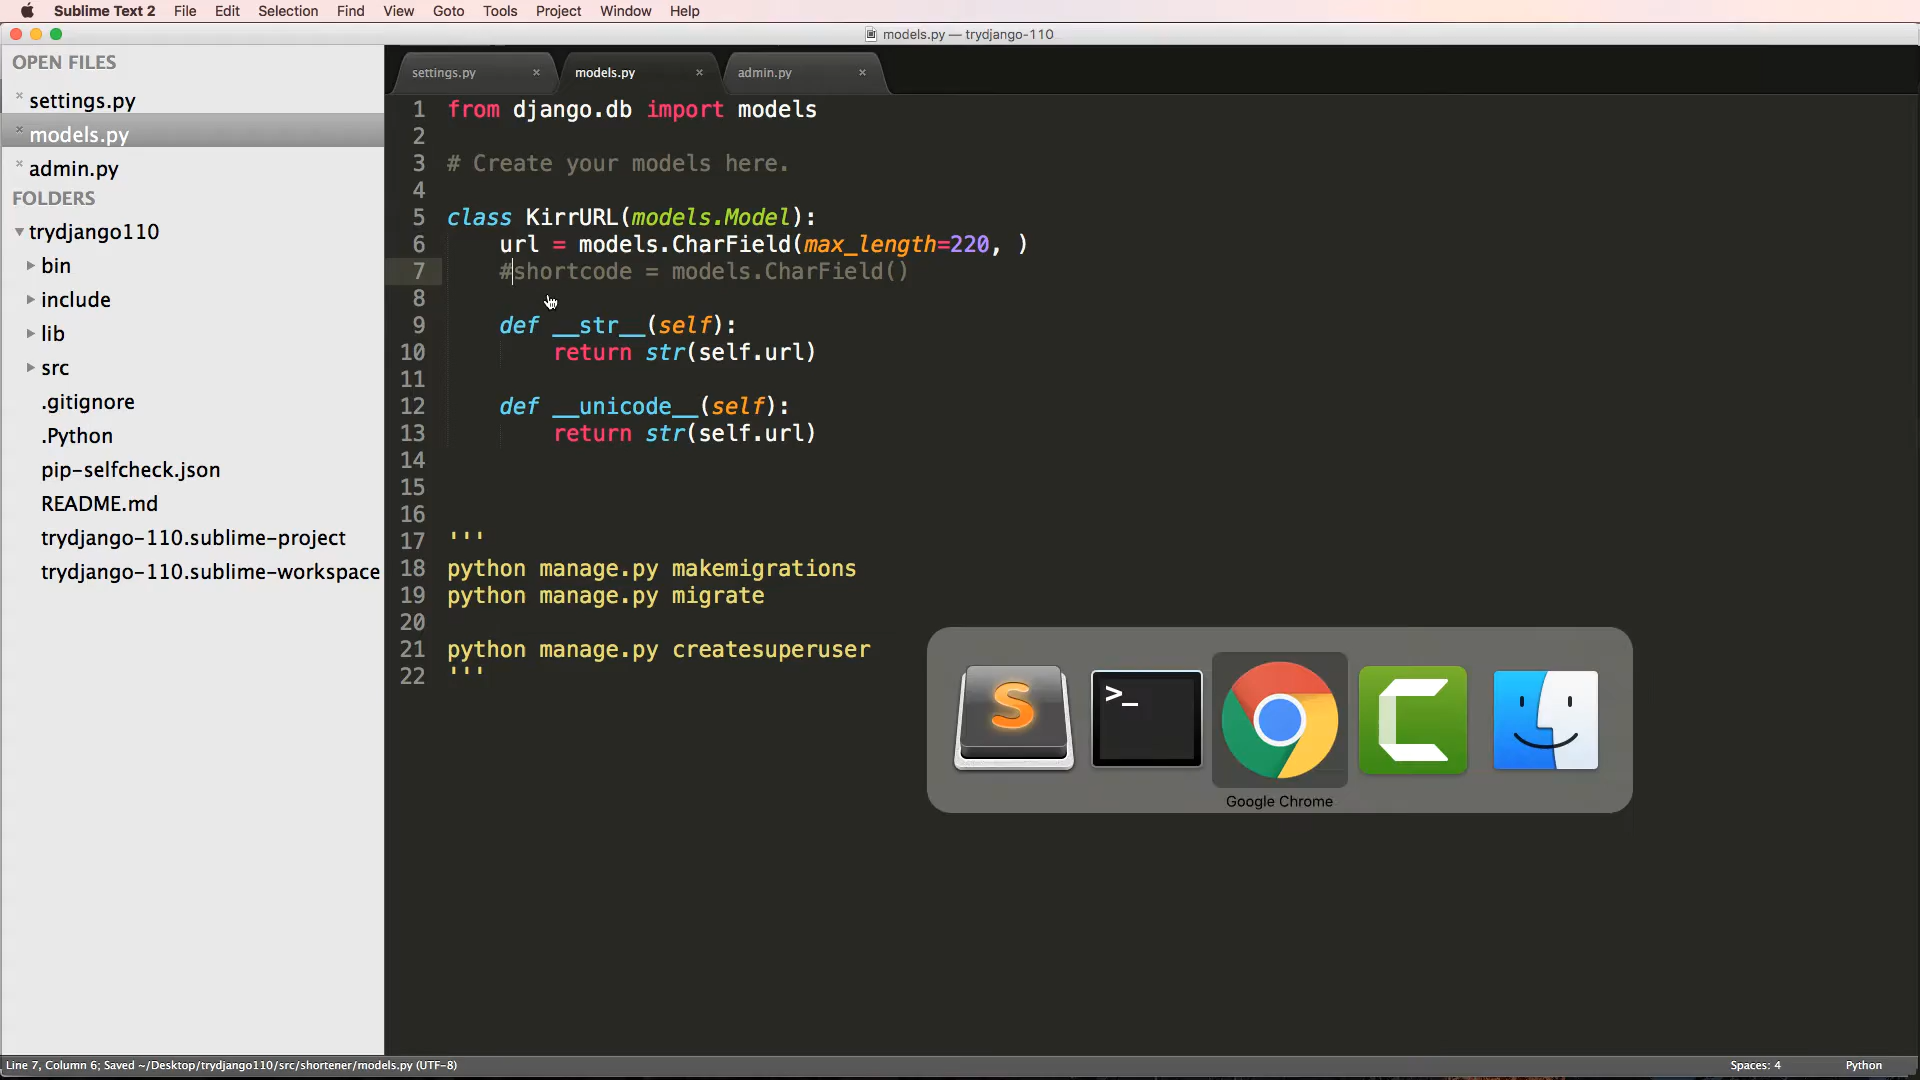 Sublime Text 2 File Edit Selection Find View Goto Tools Project Window Help
models.py — trydjango-110
OPEN FILES
settings.py
models.py
admin.py
FOLDERS
trydjango110
bin
include
lib
src
.gitignore
.Python
pip-selfcheck.json
README.md
trydjango-110.sublime-project
trydjango-110.sublime-workspace
settings.py × models.py × admin.py ×
1 from django.db import models
2
3 # Create your models here.
4
5 class KirrURL(models.Model):
6 url = models.CharField(max_length=220, )
7 #shortcode = models.CharField()
8
9 def __str__(self):
10 return str(self.url)
11
12 def __unicode__(self):
13 return str(self.url)
14
15
16
17 '''
18 python manage.py makemigrations
19 python manage.py migrate
20
21 python manage.py createsuperuser
22 '''
S >_ C
Google Chrome
Line 7, Column 6; Saved ~/Desktop/trydjango110/src/shortener/models.py (UTF-8) Spaces: 4 Python